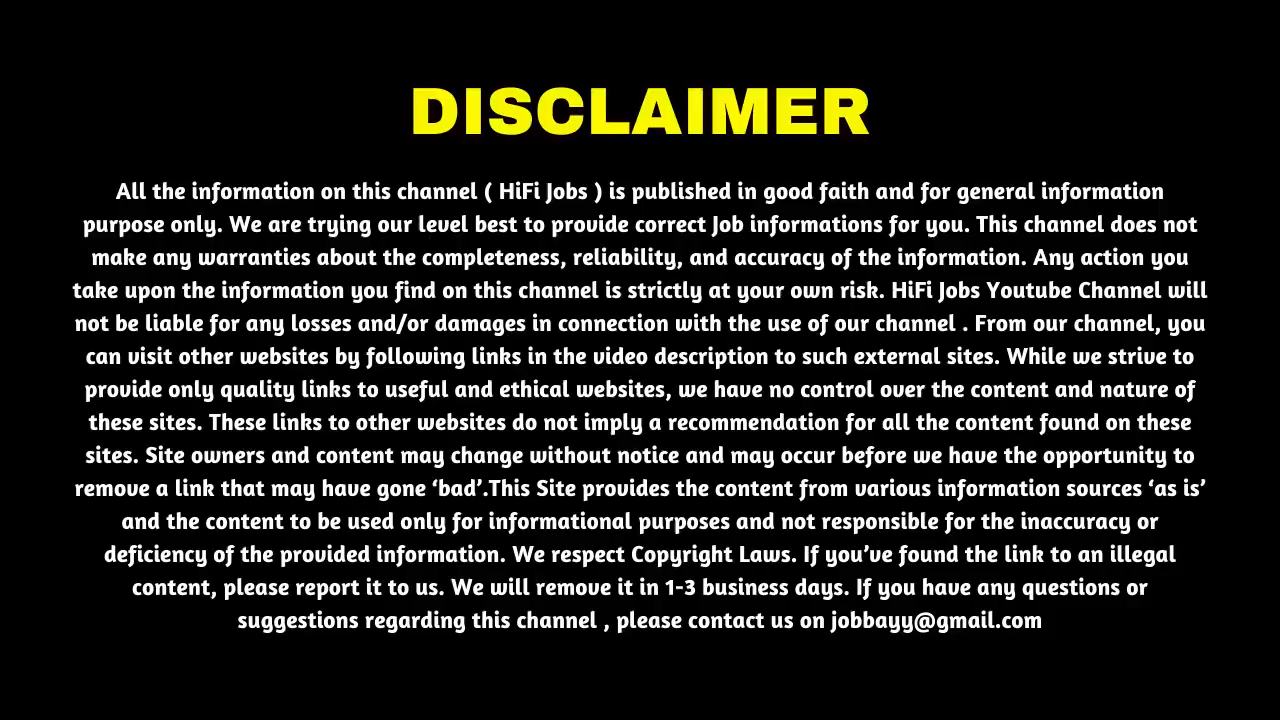 DISCLAIMER
All the information on this channel ( HiFi Jobs ) is published in good faith and for general information
purpose only. We are trying our level best to provide correct Job informations for you. This channel does not
make any warranties about the completeness, reliability, and accuracy of the information. Any action you
take upon the information you find on this channel is strictly at your own risk. HiFi Jobs Youtube Channel will
not be liable for any losses and/or damages in connection with the use of our channel . From our channel, you
can visit other websites by following links in the video description to such external sites. While we strive to
provide only quality links to useful and ethical websites, we have no control over the content and nature of
these sites. These links to other websites do not imply a recommendation for all the content found on these
sites. Site owners and content may change without notice and may occur before we have the opportunity to
remove a link that may have gone ‘bad’.This Site provides the content from various information sources ‘as is’
and the content to be used only for informational purposes and not responsible for the inaccuracy or
deficiency of the provided information. We respect Copyright Laws. If you’ve found the link to an illegal
content, please report it to us. We will remove it in 1-3 business days. If you have any questions or
suggestions regarding this channel , please contact us on jobbayy@gmail.com